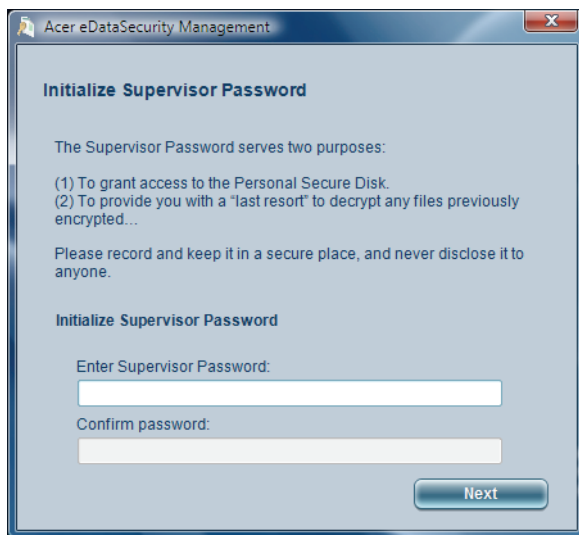 Acer eDataSecurity Management
Initialize Supervisor Password
The Supervisor Password serves two purposes:
(1) To grant access to the Personal Secure Disk.
(2) To provide you with a “last resort” to decrypt any files previously
encrypted...
Please record and keep it in a secure place, and never disclose it to
anyone.
Initialize Supervisor Password
Enter Supervisor Password:
Confirm password:
Next